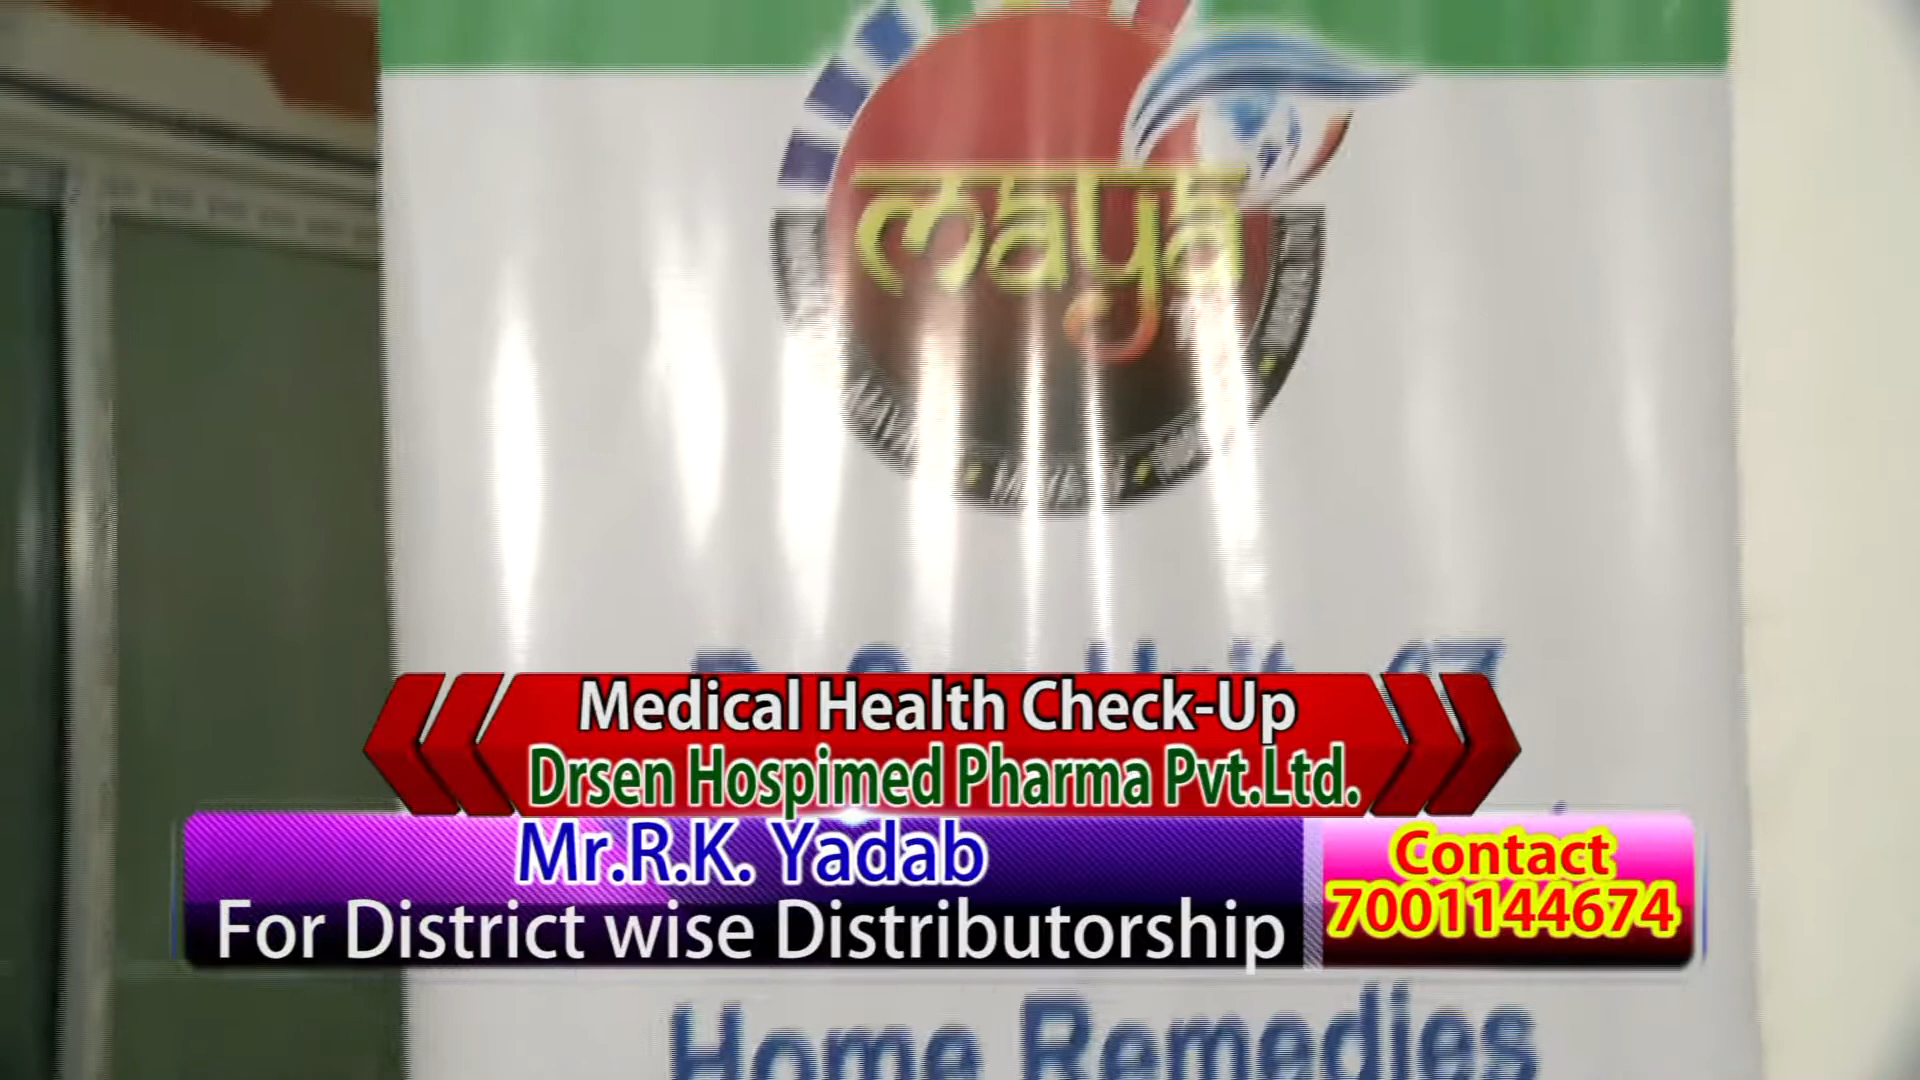 maya
Medical Health Check-Up
Drsen Hospimed Pharma Pvt.Ltd.
Mr.R.K. Yadab
For District wise Distributorship
Contact
7001144674
Home Remedies